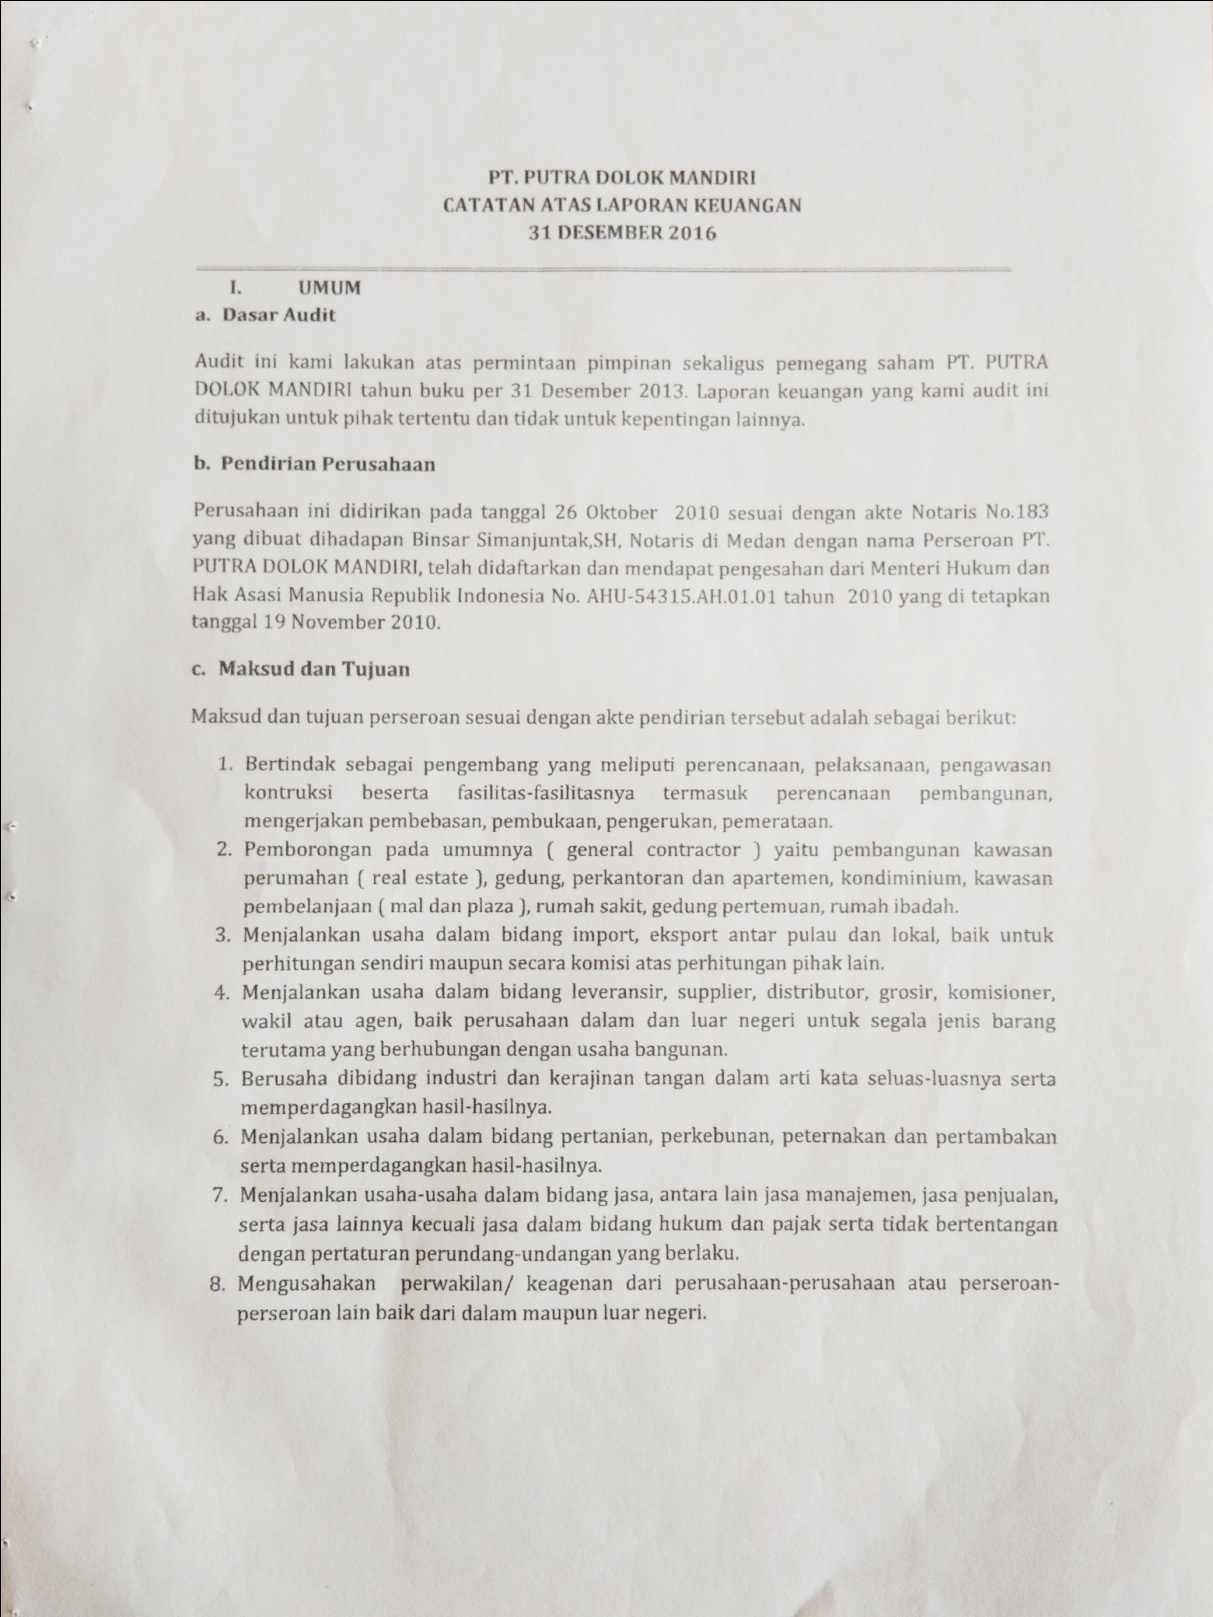 PT. PUTRA DOLOK MANDIRI
CATATAN ATAS LAPORAN KEUANGAN
31 DESEMBER 2016
I. UMUM
a. Dasar Audit
Audit ini kami lakukan atas permintaan pimpinan sekaligus pemegang saham PT. PUTRA
DOLOK MANDIRI tahun buku per 31 Desember 2013. Laporan keuangan yang kami audit ini
ditujukan untuk pihak tertentu dan tidak untuk kepentingan lainnya.
b. Pendirian Perusahaan
Perusahaan ini didirikan pada tanggal 26 Oktober 2010 sesuai dengan akte Notaris No.183
yang dibuat dihadapan Binsar Simanjuntak,SH, Notaris di Medan dengan nama Perseroan PT.
PUTRA DOLOK MANDIRI, telah didaftarkan dan mendapat pengesahan dari Menteri Hukum dan
Hak Asasi Manusia Republik Indonesia No. AHU-54315.AH.01.01 tahun 2010 yang di tetapkan
tanggal 19 November 2010.
c. Maksud dan Tujuan
Maksud dan tujuan perseroan sesuai dengan akte pendirian tersebut adalah sebagai berikut:
1. Bertindak sebagai pengembang yang meliputi perencanaan, pelaksanaan, pengawasan
kontruksi beserta fasilitas-fasilitasnya termasuk perencanaan pembangunan,
mengerjakan pembebasan, pembukaan, pengerukan, pemerataan.
2. Pemborongan pada umumnya ( general contractor ) yaitu pembangunan kawasan
perumahan ( real estate ), gedung, perkantoran dan apartemen, kondiminium, kawasan
pembelanjaan ( mal dan plaza ), rumah sakit, gedung pertemuan, rumah ibadah.
3. Menjalankan usaha dalam bidang import, eksport antar pulau dan lokal, baik untuk
perhitungan sendiri maupun secara komisi atas perhitungan pihak lain.
4. Menjalankan usaha dalam bidang leveransir, supplier, distributor, grosir, komisioner,
wakil atau agen, baik perusahaan dalam dan luar negeri untuk segala jenis barang
terutama yang berhubungan dengan usaha bangunan.
5. Berusaha dibidang industri dan kerajinan tangan dalam arti kata seluas-luasnya serta
memperdagangkan hasil-hasilnya.
6. Menjalankan usaha dalam bidang pertanian, perkebunan, peternakan dan pertambakan
serta memperdagangkan hasil-hasilnya.
7. Menjalankan usaha-usaha dalam bidang jasa, antara lain jasa manajemen, jasa penjualan,
serta jasa lainnya kecuali jasa dalam bidang hukum dan pajak serta tidak bertentangan
dengan pertaturan perundang-undangan yang berlaku.
8. Mengusahakan perwakilan/ keagenan dari perusahaan-perusahaan atau perseroan-
perseroan lain baik dari dalam maupun luar negeri.